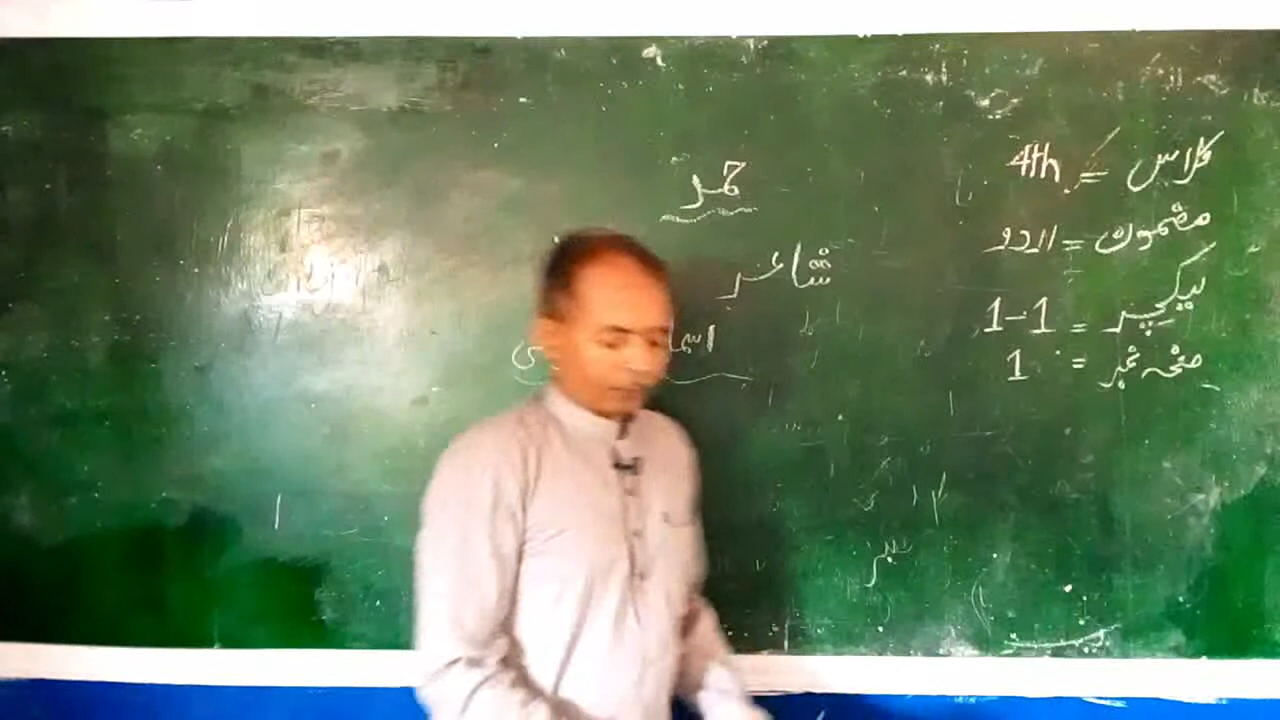 کلاس = 4th
مضمون = اردو
لیکچر = 1-1
صفحہ نمبر = 1
حمد
شاعر